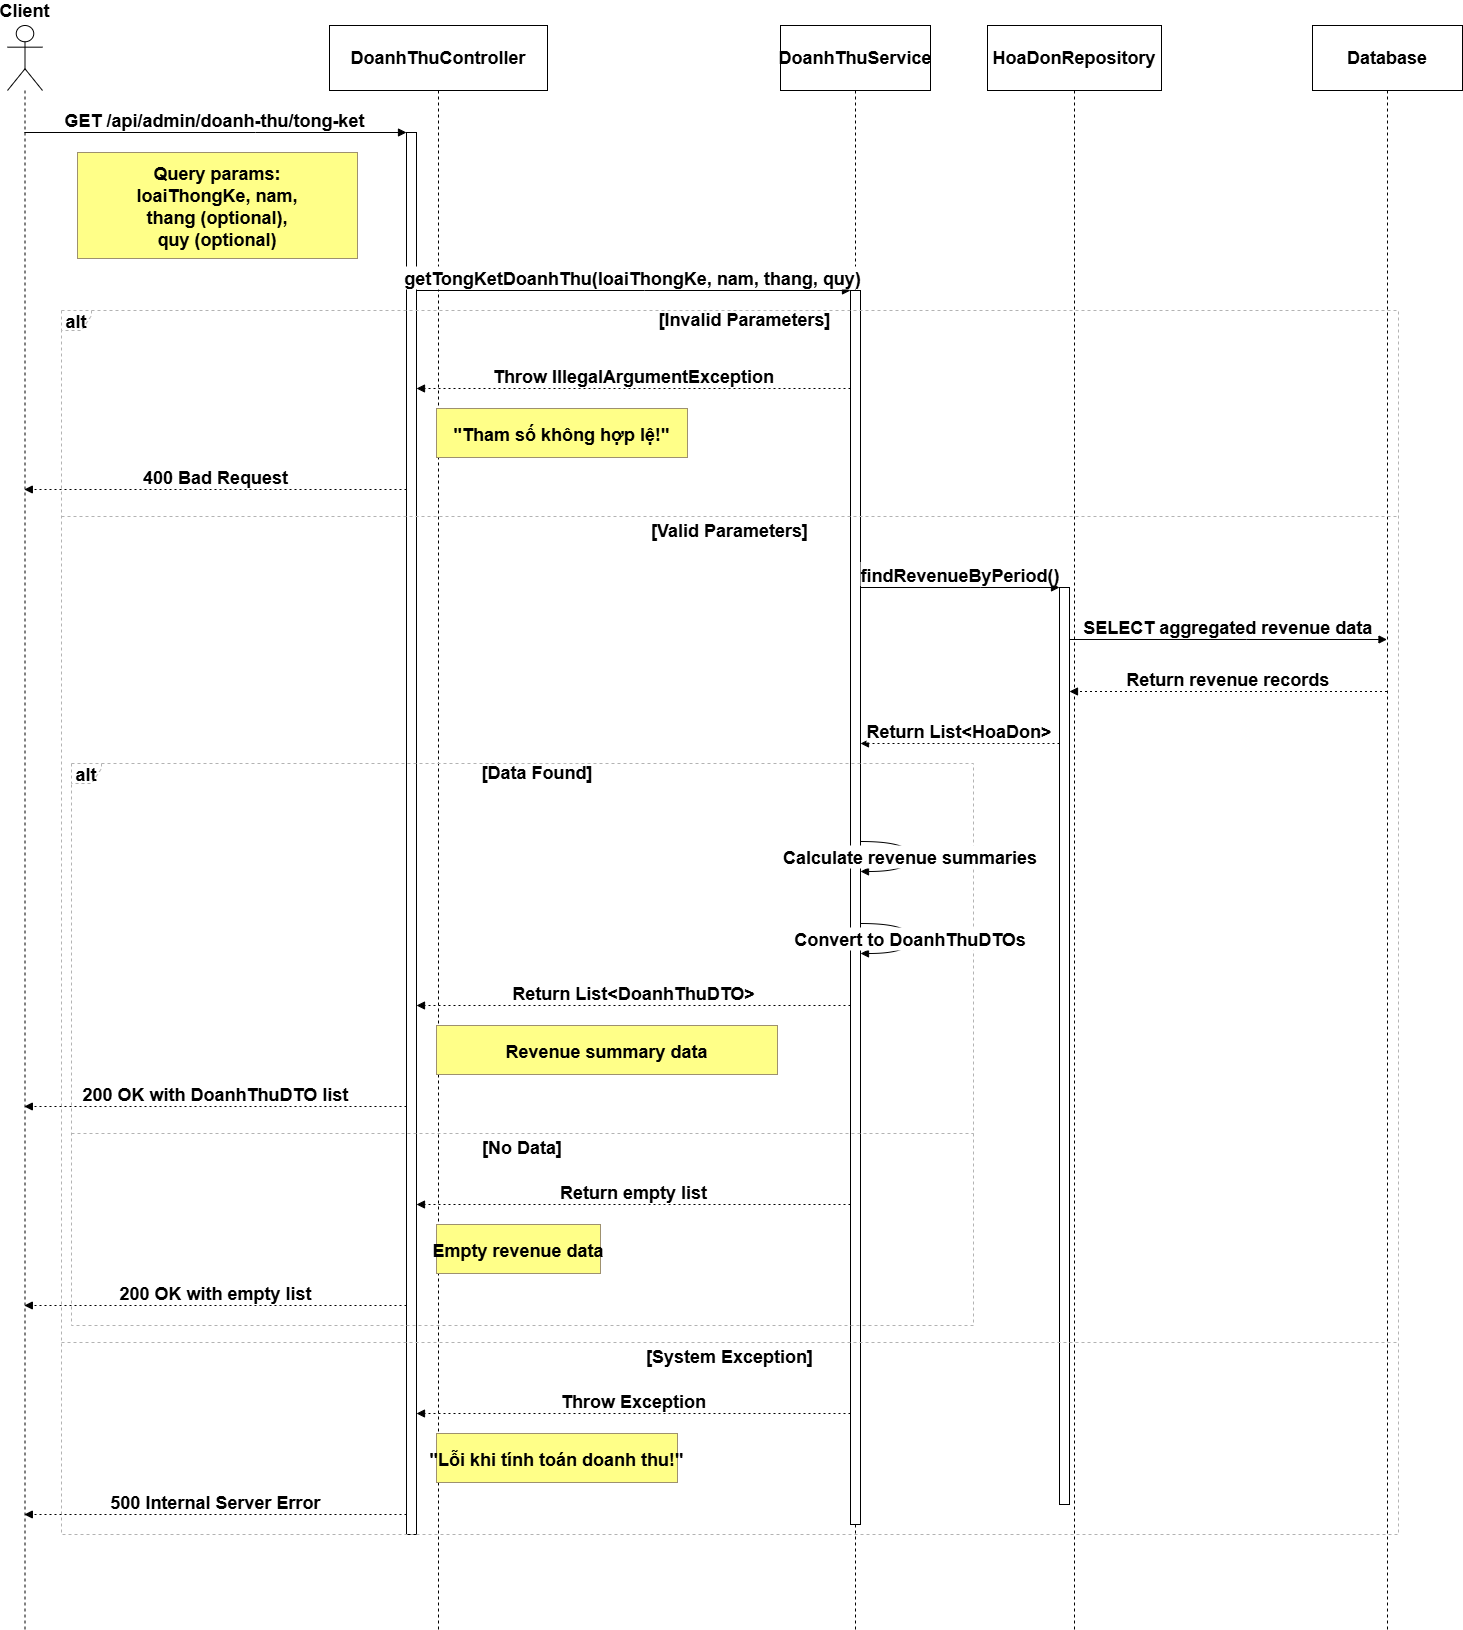 Client
DoanhThuController
DoanhThuService
HoaDonRepository
Database
GET /api/admin/doanh-thu/tong-ket
Query params:
loaiThongKe, nam,
thang (optional),
quy (optional)
getTongKetDoanhThu(loaiThongKe, nam, thang, quy)
alt
[Invalid Parameters]
Throw IllegalArgumentException
"Tham số không hợp lệ!"
400 Bad Request
[Valid Parameters]
findRevenueByPeriod()
SELECT aggregated revenue data
Return revenue records
Return List<HoaDon>
alt
[Data Found]
Calculate revenue summaries
Convert to DoanhThuDTOs
Return List<DoanhThuDTO>
Revenue summary data
200 OK with DoanhThuDTO list
[No Data]
Return empty list
Empty revenue data
200 OK with empty list
[System Exception]
Throw Exception
"Lỗi khi tính toán doanh thu!"
500 Internal Server Error